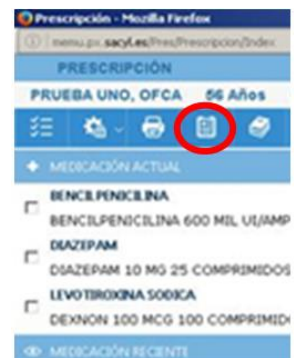 Prescripción - Mozilla Firefox
memu.px.sacyl.es/Pres/Prescripcion/Index
PRESCRIPCIÓN
PRUEBA UNO, OFCA 56 Años
MEDICACIÓN ACTUAL
BENCILPENICILINA
BENCILPENICILINA 600 MIL UI/AMP
DIAZEPAM
DIAZEPAM 10 MG 25 COMPRIMIDOS
LEVOTIROXINA SODICA
DEXNON 100 MCG 100 COMPRIMID
MEDICACIÓN RECIENTE